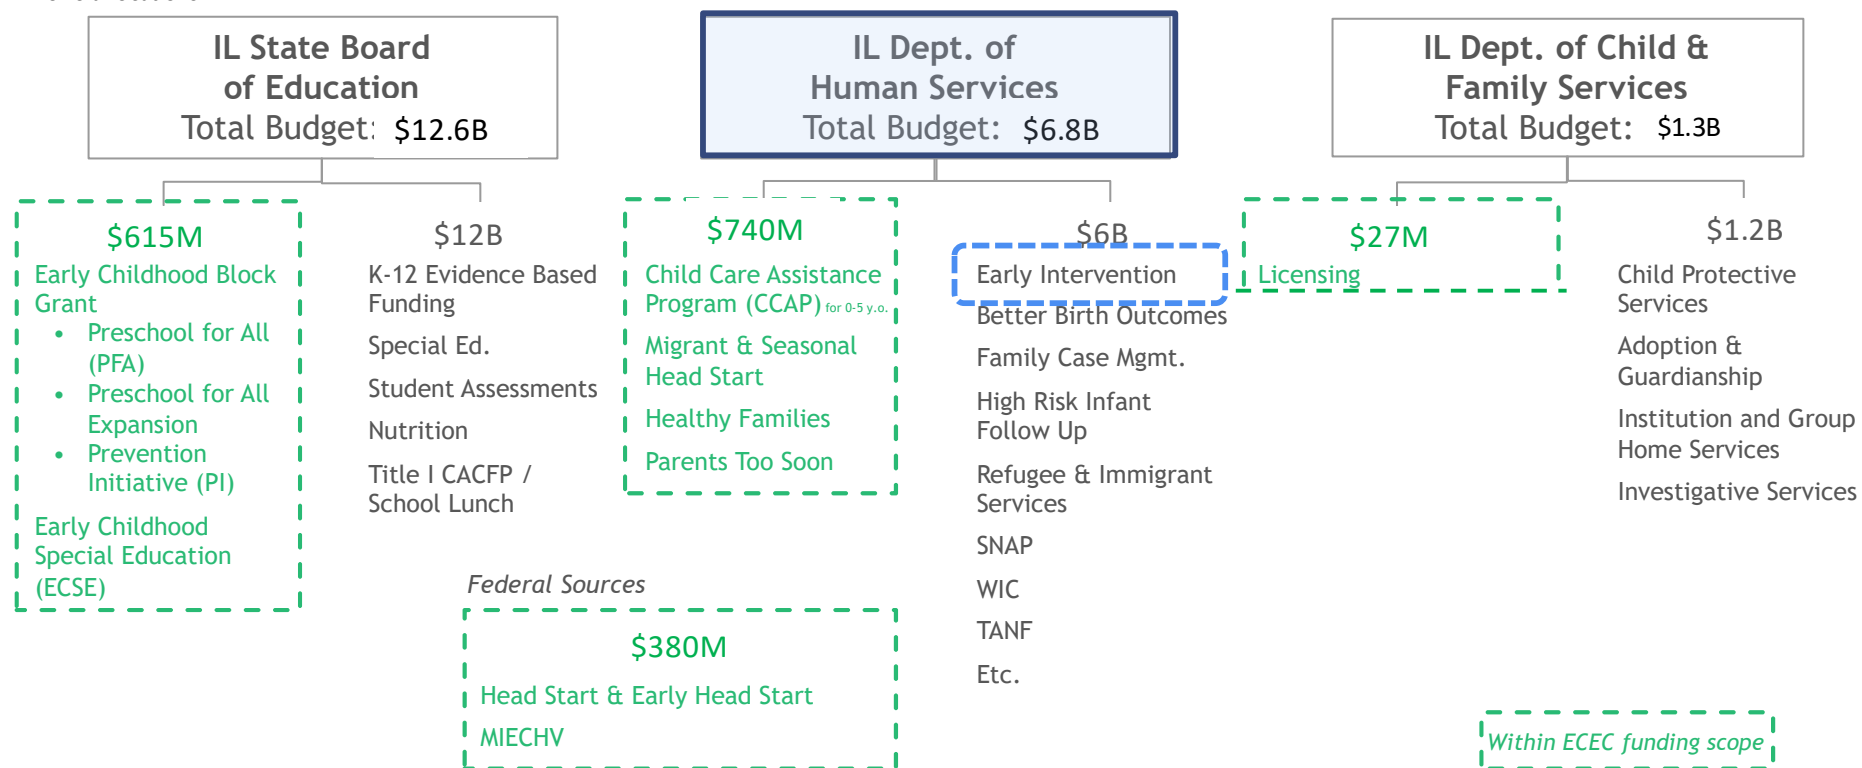 IL State Board
of Education
Total Budget: $12.6B
IL Dept. of
Human Services
Total Budget: $6.8B
IL Dept. of Child &
Family Services
Total Budget: $1.3B
$615M
Early Childhood Block
Grant
• Preschool for All
(PFA)
• Preschool for All
Expansion
• Prevention
Initiative (PI)
Early Childhood
Special Education
(ECSE)
$12B
K-12 Evidence Based
Funding
Special Ed.
Student Assessments
Nutrition
Title I CACFP /
School Lunch
$740M
Child Care Assistance
Program (CCAP) for 0-5 y.o.
Migrant & Seasonal
Head Start
Healthy Families
Parents Too Soon
$6B
Early Intervention
Better Birth Outcomes
Family Case Mgmt.
High Risk Infant
Follow Up
Refugee & Immigrant
Services
SNAP
WIC
TANF
Etc.
$27M
Licensing
$1.2B
Child Protective
Services
Adoption &
Guardianship
Institution and Group
Home Services
Investigative Services
Federal Sources
$380M
Head Start & Early Head Start
MIECHV
Within ECEC funding scope